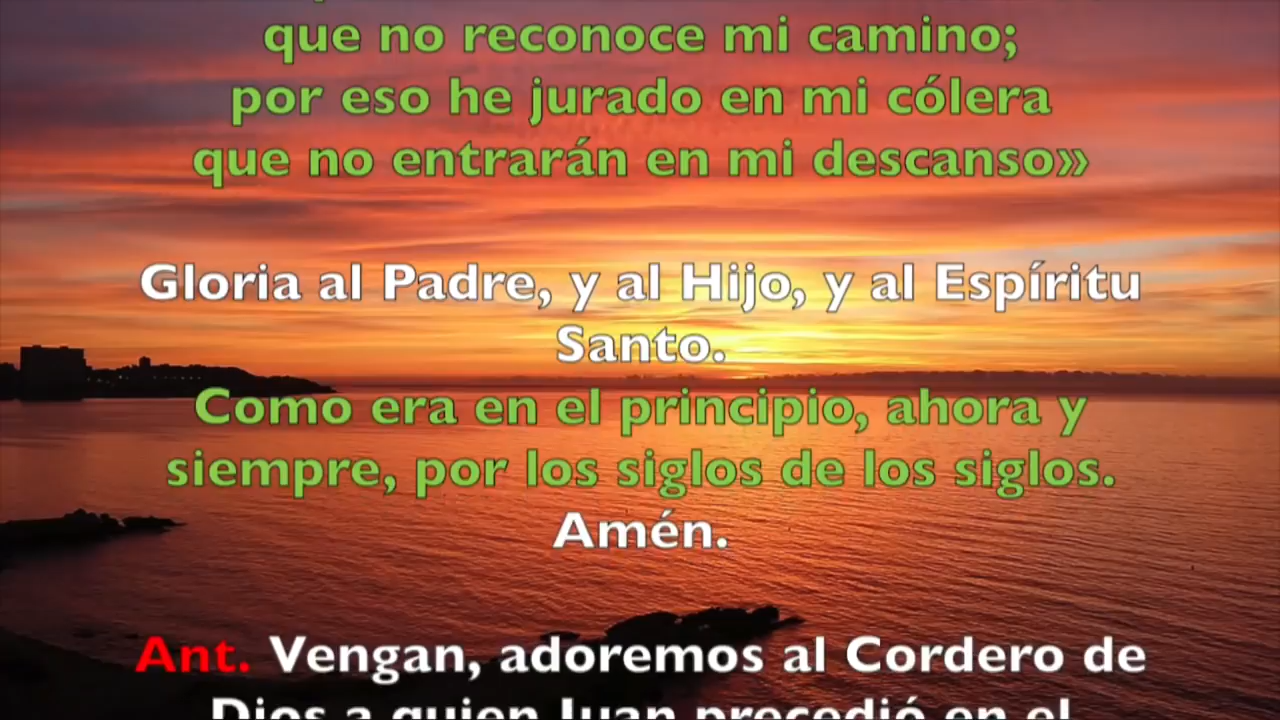 que no reconoce mi camino;
por eso he jurado en mi cólera
que no entrarán en mi descanso»
Gloria al Padre, y al Hijo, y al Espíritu
Santo.
Como era en el principio, ahora y
siempre, por los siglos de los siglos.
Amén.
Ant. Vengan, adoremos al Cordero de
Dios a quien Juan precedió en el